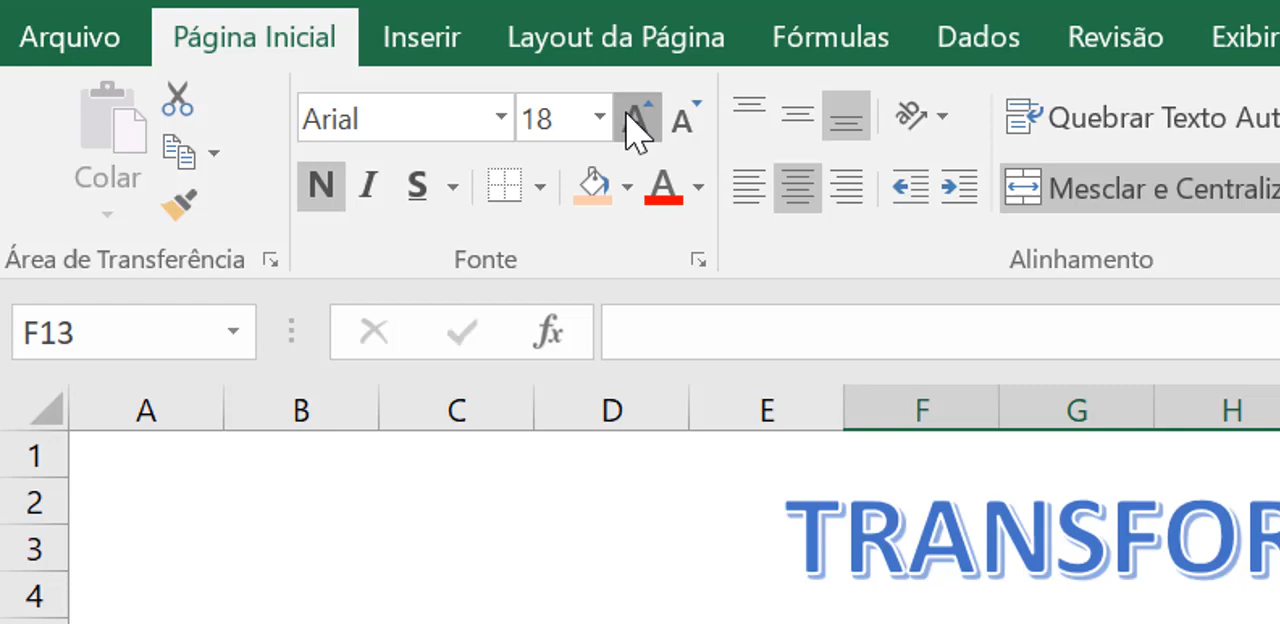 Arquivo Página Inicial Inserir Layout da Página Fórmulas Dados Revisão Exibir
Arial 18 A A
Quebrar Texto Aut
Colar
N I S A
Mesclar e Centraliz
Área de Transferência Fonte Alinhamento
F13 fx
A B C D E F G H
1
2
TRANSFOR
3
4